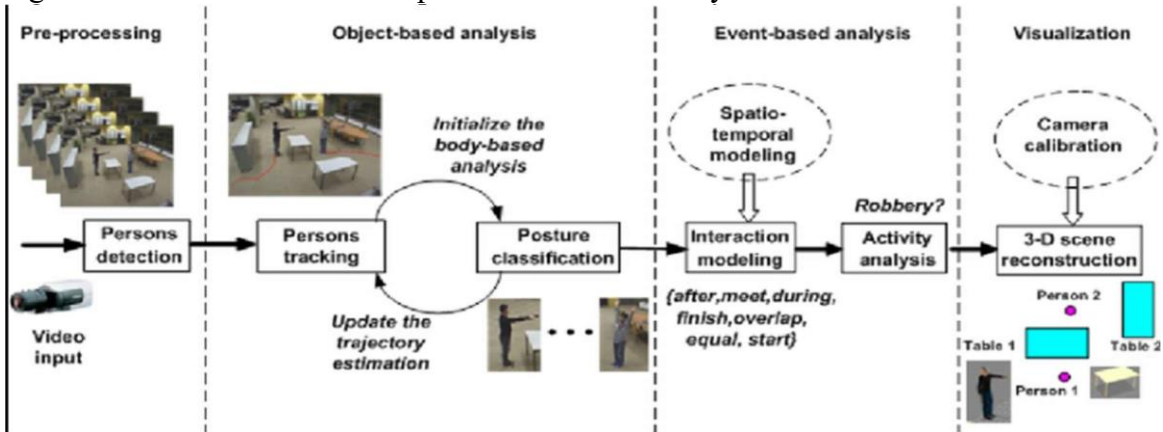 Pre-processing
Object-based analysis
Event-based analysis
Visualization
Initialize the
body-based
analysis
Spatio-
temporal
modeling
Camera
calibration
Robbery?
Persons
detection
Persons
tracking
Posture
classification
Interaction
modeling
Activity
analysis
3-D scene
reconstruction
Video
input
Update the
trajectory
estimation
{after,meet,during,
finish,overlap,
equal, start}
Person 2
Table 1
Table 2
Person 1